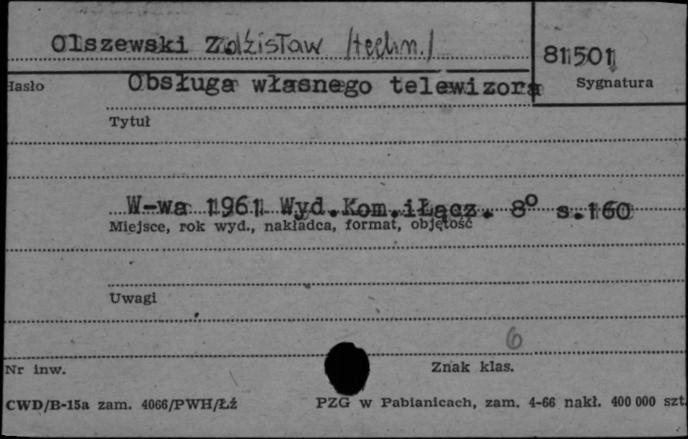 Olszewski Zdzisław /techn./
81501
Hasło
Sygnatura
Obsługa własnego telewizora
Tytuł
W-wa 1961 Wyd.Kom.iŁącz. 8° s.160
Miejsce, rok wyd., nakładca, format, objętość
Uwagi
6
Nr inw.
Znak klas.
CWD/B-15a zam. 4066/PWH/Łź
PZG w Pabianicach, zam. 4-66 nakł. 400 000 szt.